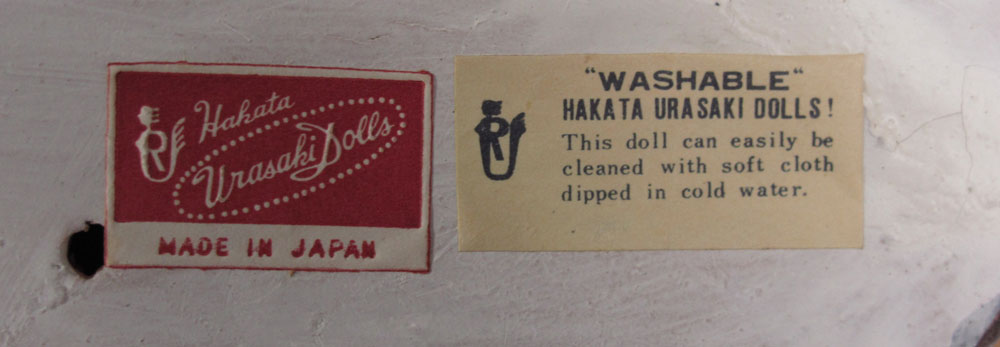 Hakata
Urasaki Dolls
MADE IN JAPAN
"WASHABLE"
HAKATA URASAKI DOLLS!
This doll can easily be
cleaned with soft cloth
dipped in cold water.